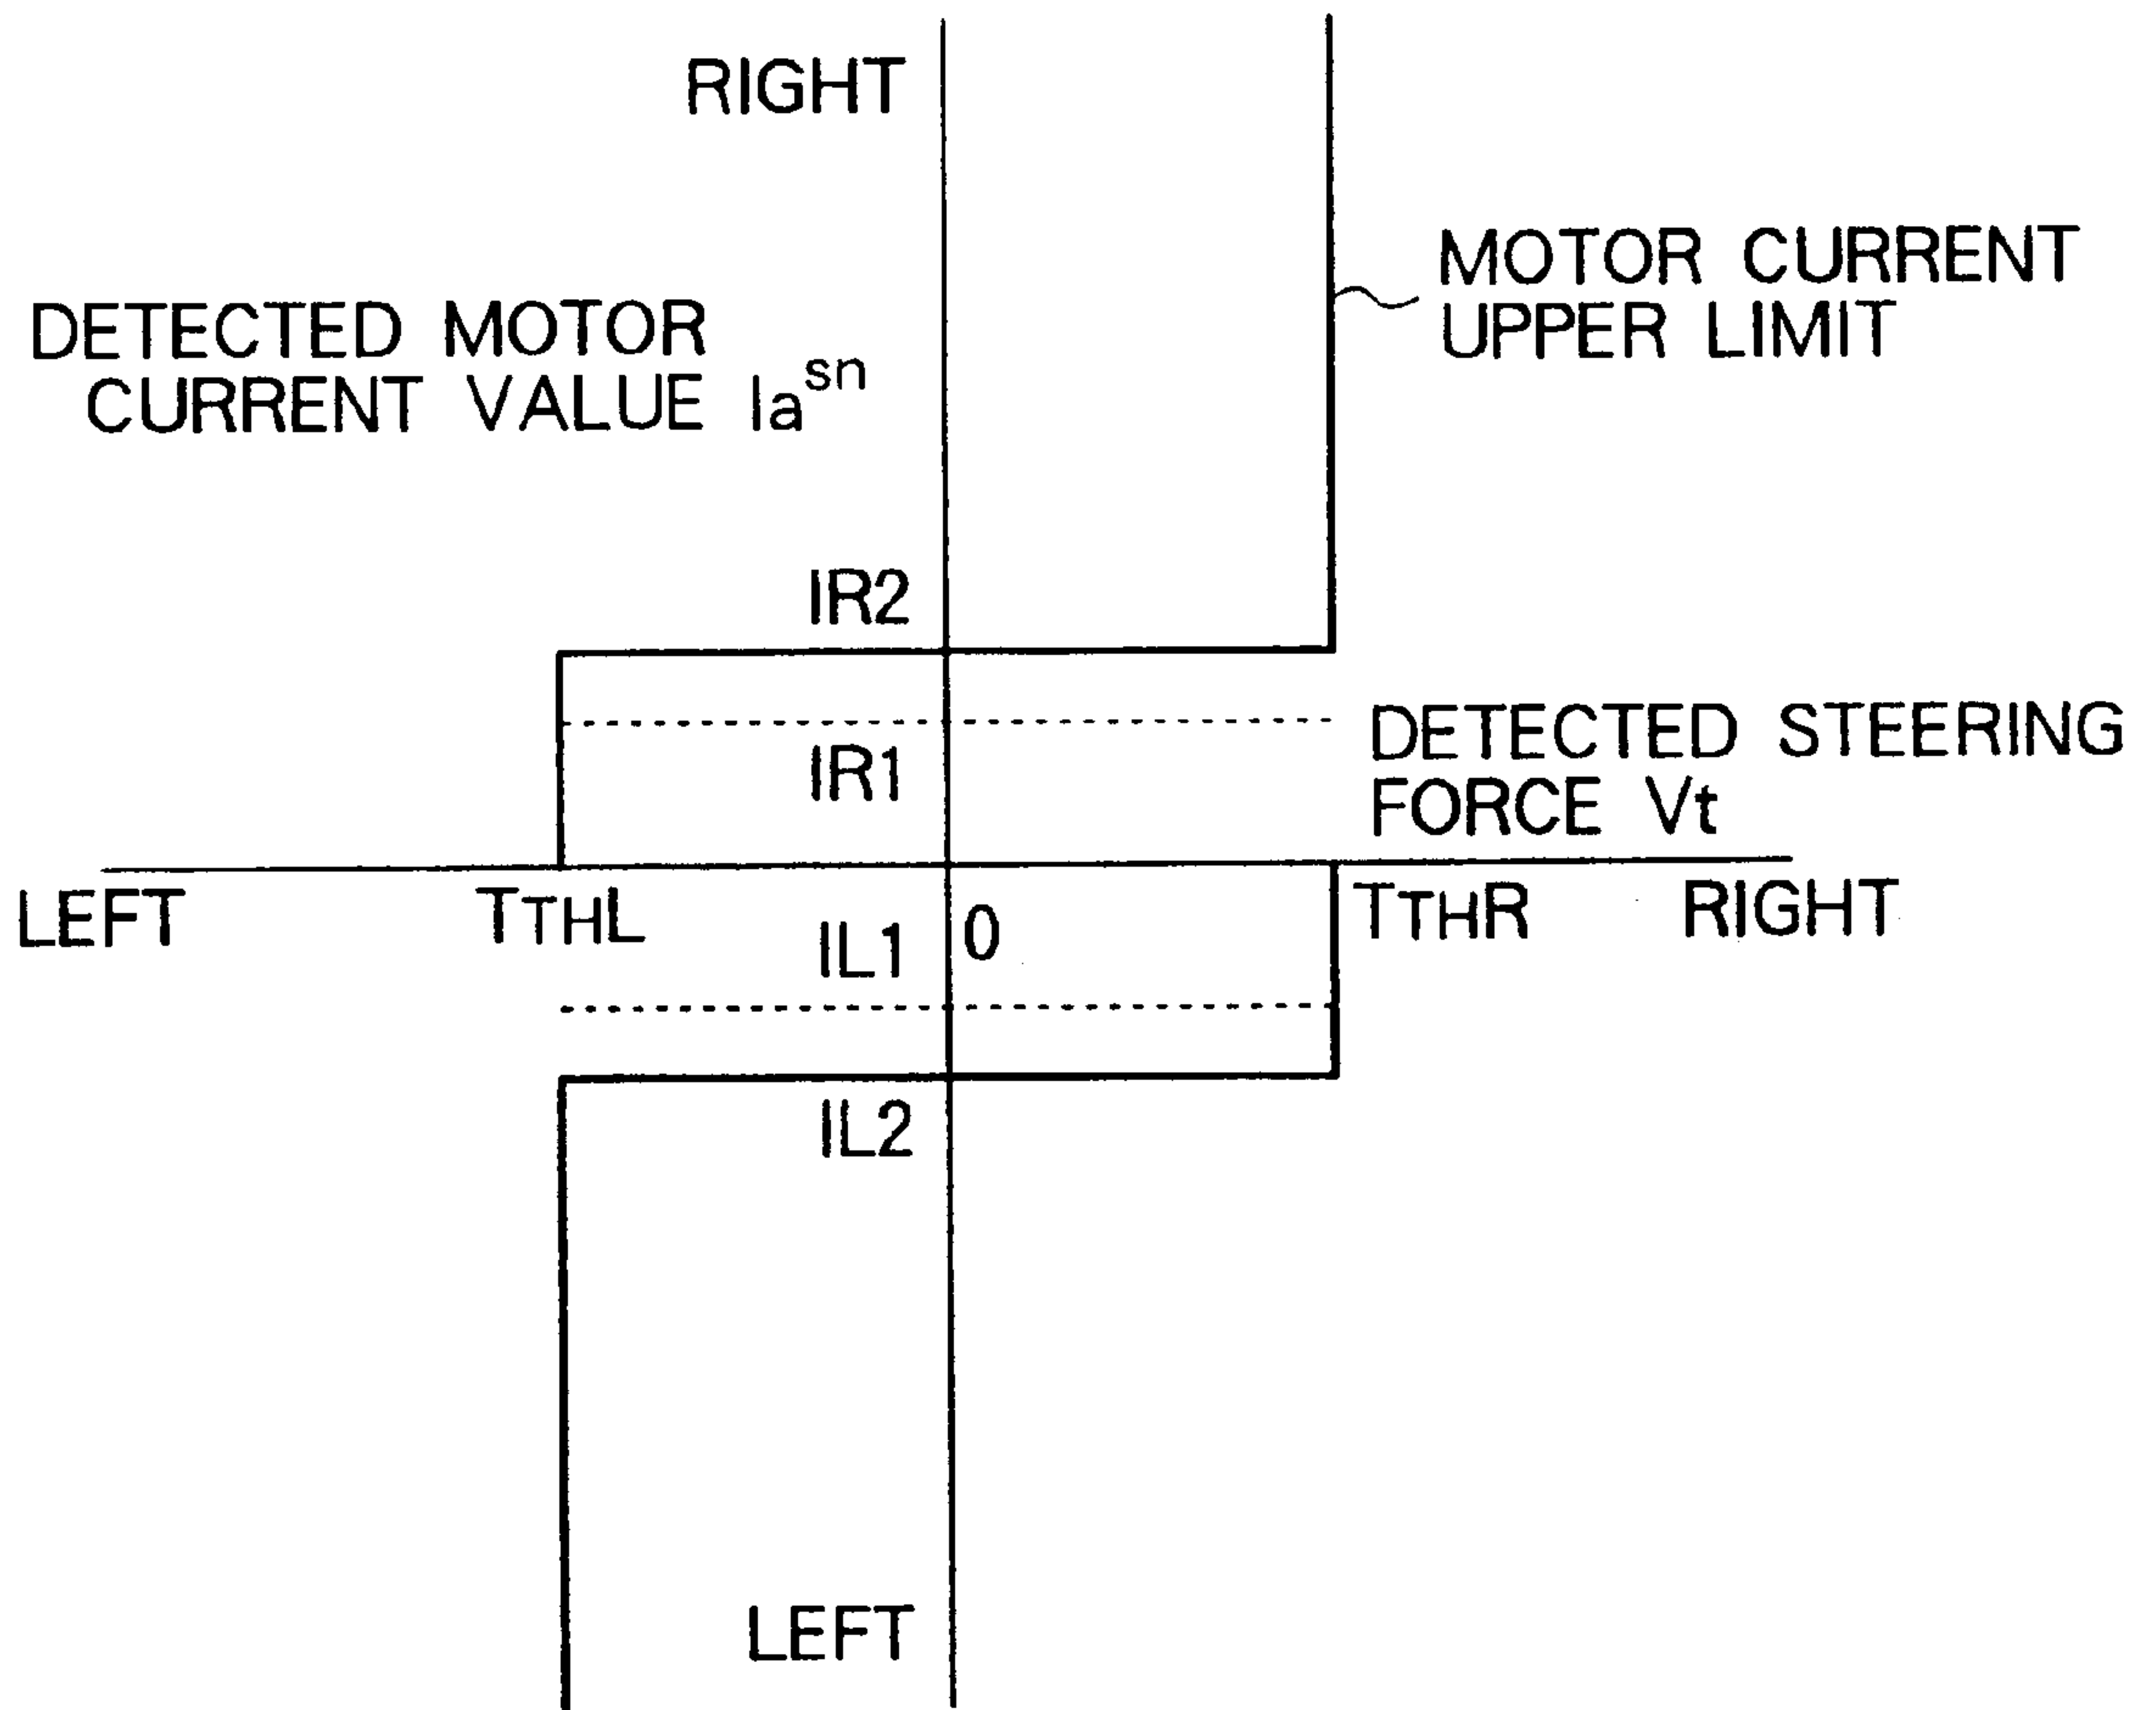 RIGHT
MOTOR CURRENT
UPPER LIMIT
DETECTED MOTOR
CURRENT VALUE Ia^sn
IR2
DETECTED STEERING
FORCE Vt
IR1
LEFT
TTHL
IL1
0
TTHR
RIGHT
IL2
LEFT